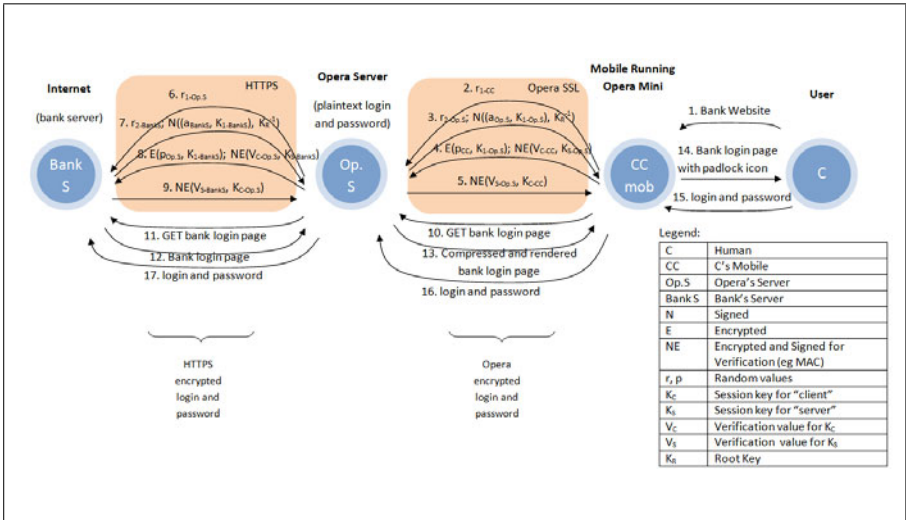 Internet
(bank server)
HTTPS
6. r1-Op.S
7. r2-BankS; N((aBankS, K1-BankS), KR-1)
8. E(pOp.S, K1-BankS); NE(VC-Op.S, KS-BankS)
9. NE(VS-BankS, KC-Op.S)
Bank
S
Opera Server
(plaintext login
and password)
Op.
S
Opera SSL
2. r1-CC
3. r2-Op.S; N((aOp.S, K1-Op.S), KR-1)
4. E(pCC, K1-Op.S); NE(VC-CC, KS-Op.S)
5. NE(VS-Op.S, KC-CC)
Mobile Running
Opera Mini
CC
mob
User
1. Bank Website
14. Bank login page
with padlock icon
15. login and password
C
11. GET bank login page
12. Bank login page
17. login and password
10. GET bank login page
13. Compressed and rendered
bank login page
16. login and password
HTTPS
encrypted
login and
password
Opera
encrypted
login and
password
Legend:
C Human
CC C's Mobile
Op.S Opera's Server
Bank S Bank's Server
N Signed
E Encrypted
NE Encrypted and Signed for
Verification (eg MAC)
r, p Random values
KC Session key for "client"
KS Session key for "server"
VC Verification value for KC
VS Verification value for KS
KR Root Key